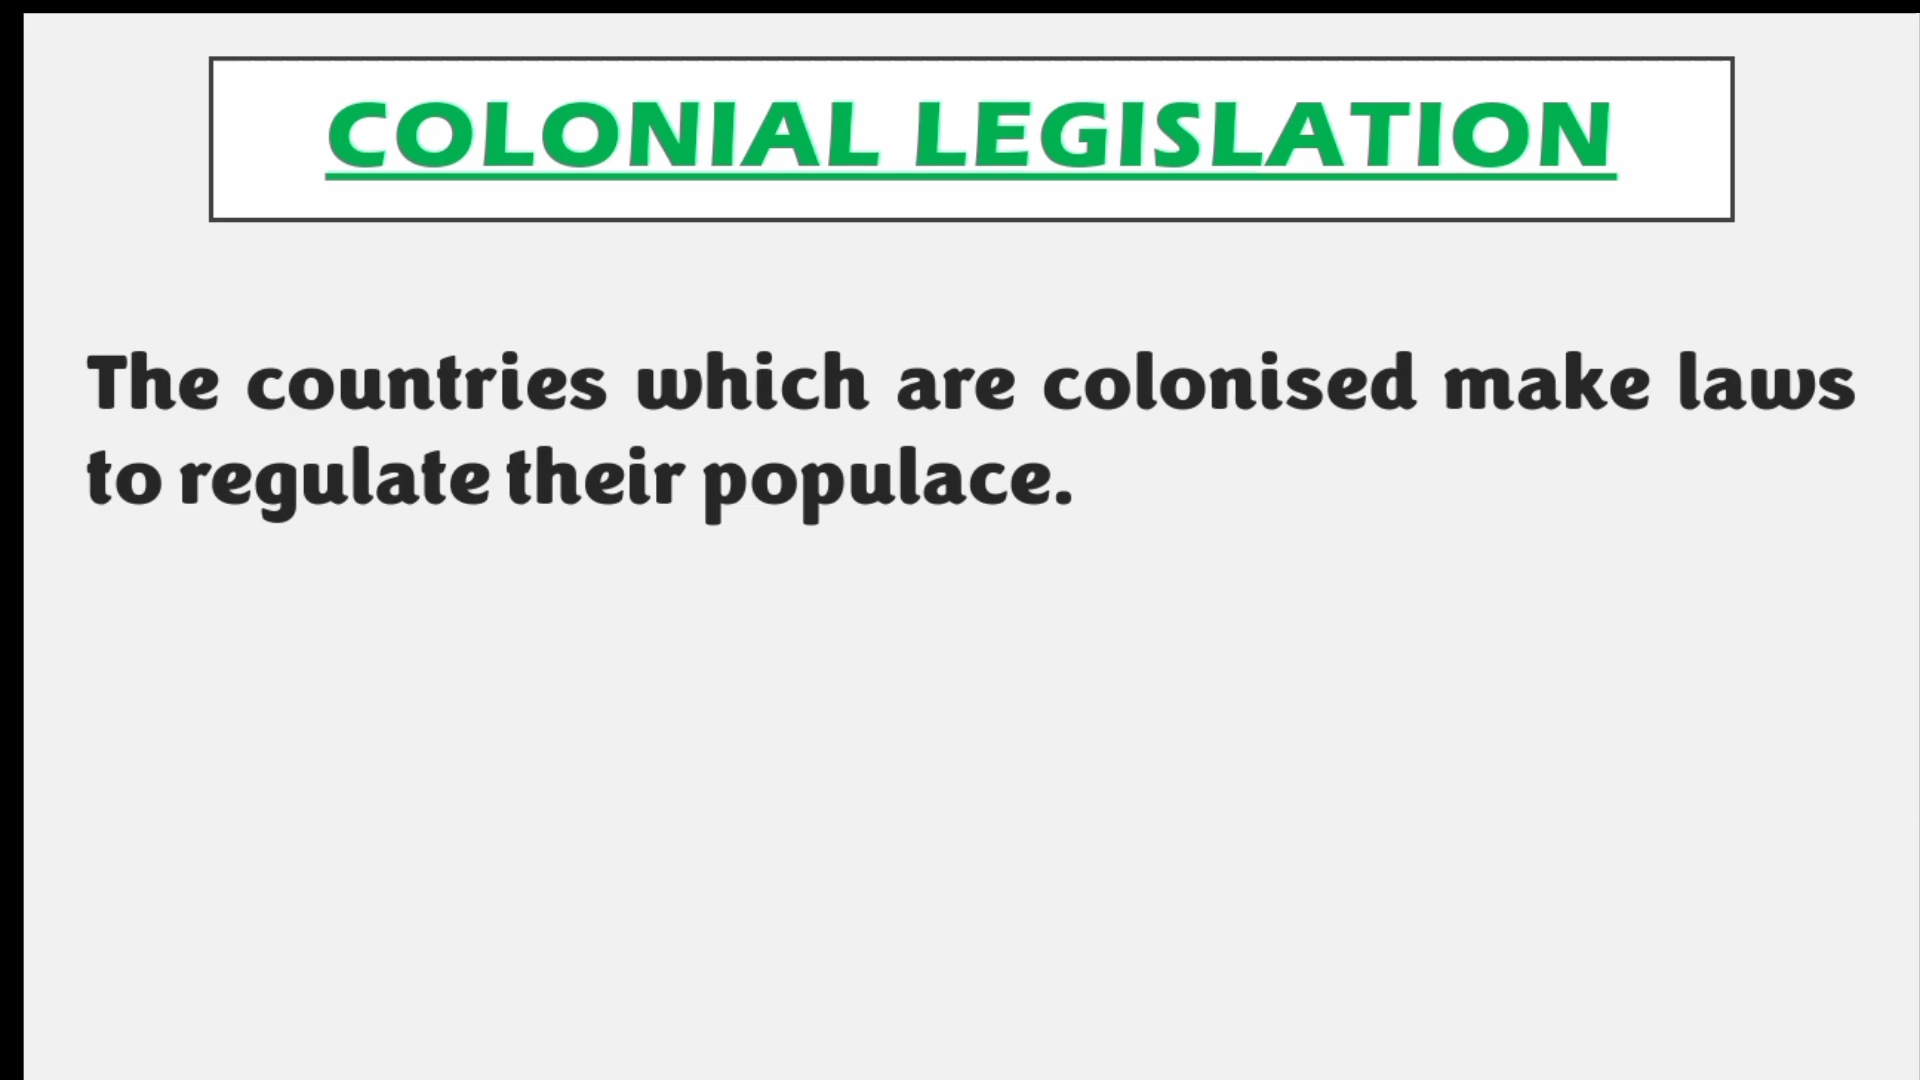 COLONIAL LEGISLATION
The countries which are colonised make laws
to regulate their populace.